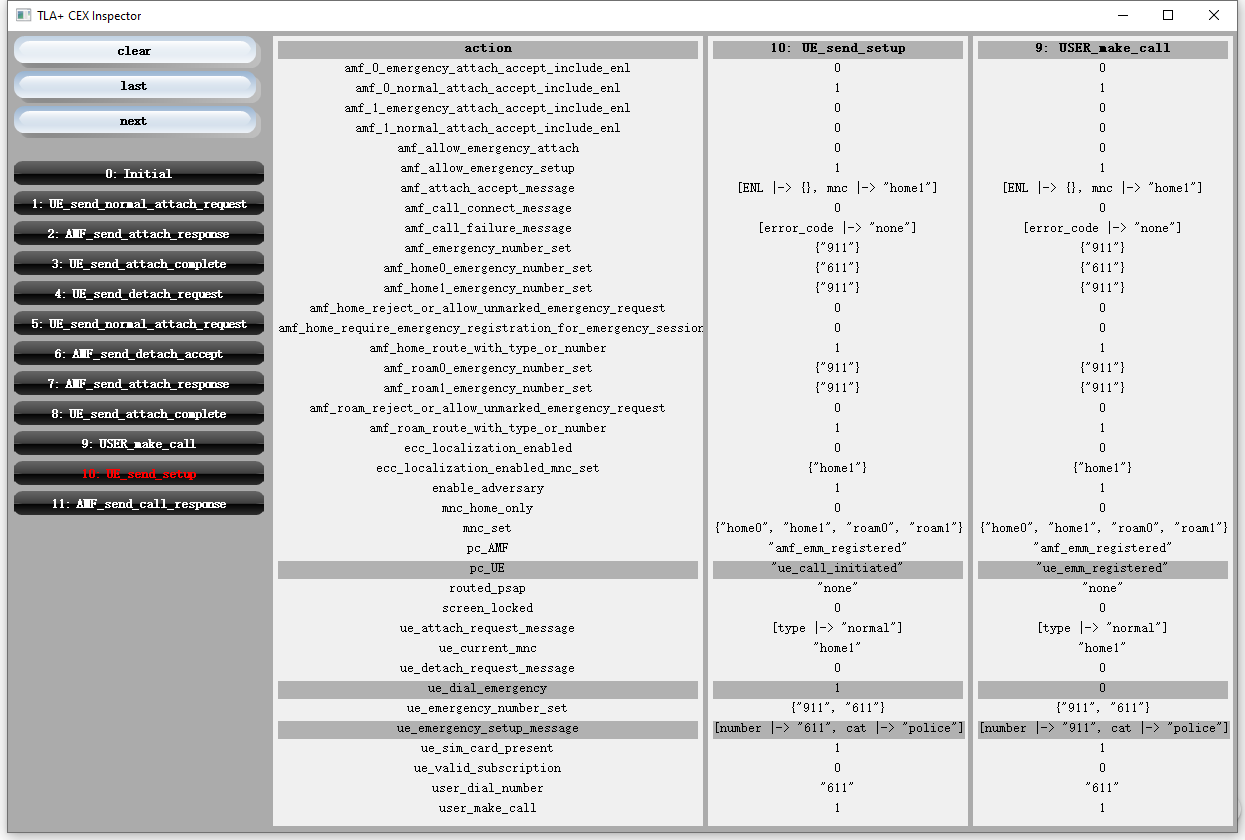 TLA+ CEX Inspector
clear
last
next
0: Initial
1: UE_send_normal_attach_request
2: AMF_send_attach_response
3: UE_send_attach_complete
4: UE_send_detach_request
5: UE_send_normal_attach_request
6: AMF_send_detach_accept
7: AMF_send_attach_response
8: UE_send_attach_complete
9: USER_make_call
10: UE_send_setup
11: AMF_send_call_response
action 10: UE_send_setup 9: USER_make_call
amf_0_emergency_attach_accept_include_enl 0 0
amf_0_normal_attach_accept_include_enl 1 1
amf_1_emergency_attach_accept_include_enl 0 0
amf_1_normal_attach_accept_include_enl 0 0
amf_allow_emergency_attach 0 0
amf_allow_emergency_setup 1 1
amf_attach_accept_message [ENL |-> {}, mnc |-> "home1"] [ENL |-> {}, mnc |-> "home1"]
amf_call_connect_message 0 0
amf_call_failure_message [error_code |-> "none"] [error_code |-> "none"]
amf_emergency_number_set {"911"} {"911"}
amf_home0_emergency_number_set {"611"} {"611"}
amf_home1_emergency_number_set {"911"} {"911"}
amf_home_reject_or_allow_unmarked_emergency_request 0 0
amf_home_require_emergency_registration_for_emergency_session 0 0
amf_home_route_with_type_or_number 1 1
amf_roam0_emergency_number_set {"911"} {"911"}
amf_roam1_emergency_number_set {"911"} {"911"}
amf_roam_reject_or_allow_unmarked_emergency_request 0 0
amf_roam_route_with_type_or_number 1 1
ecc_localization_enabled 0 0
ecc_localization_enabled_mnc_set {"home1"} {"home1"}
enable_adversary 1 1
mnc_home_only 0 0
mnc_set {"home0", "home1", "roam0", "roam1"} {"home0", "home1", "roam0", "roam1"}
pc_AMF "amf_emm_registered" "amf_emm_registered"
pc_UE "ue_call_initiated" "ue_emm_registered"
routed_psap "none" "none"
screen_locked 0 0
ue_attach_request_message [type |-> "normal"] [type |-> "normal"]
ue_current_mnc "home1" "home1"
ue_detach_request_message 0 0
ue_dial_emergency 1 0
ue_emergency_number_set {"911", "611"} {"911", "611"}
ue_emergency_setup_message [number |-> "611", cat |-> "police"] [number |-> "911", cat |-> "police"]
ue_sim_card_present 1 1
ue_valid_subscription 0 0
user_dial_number "611" "611"
user_make_call 1 1